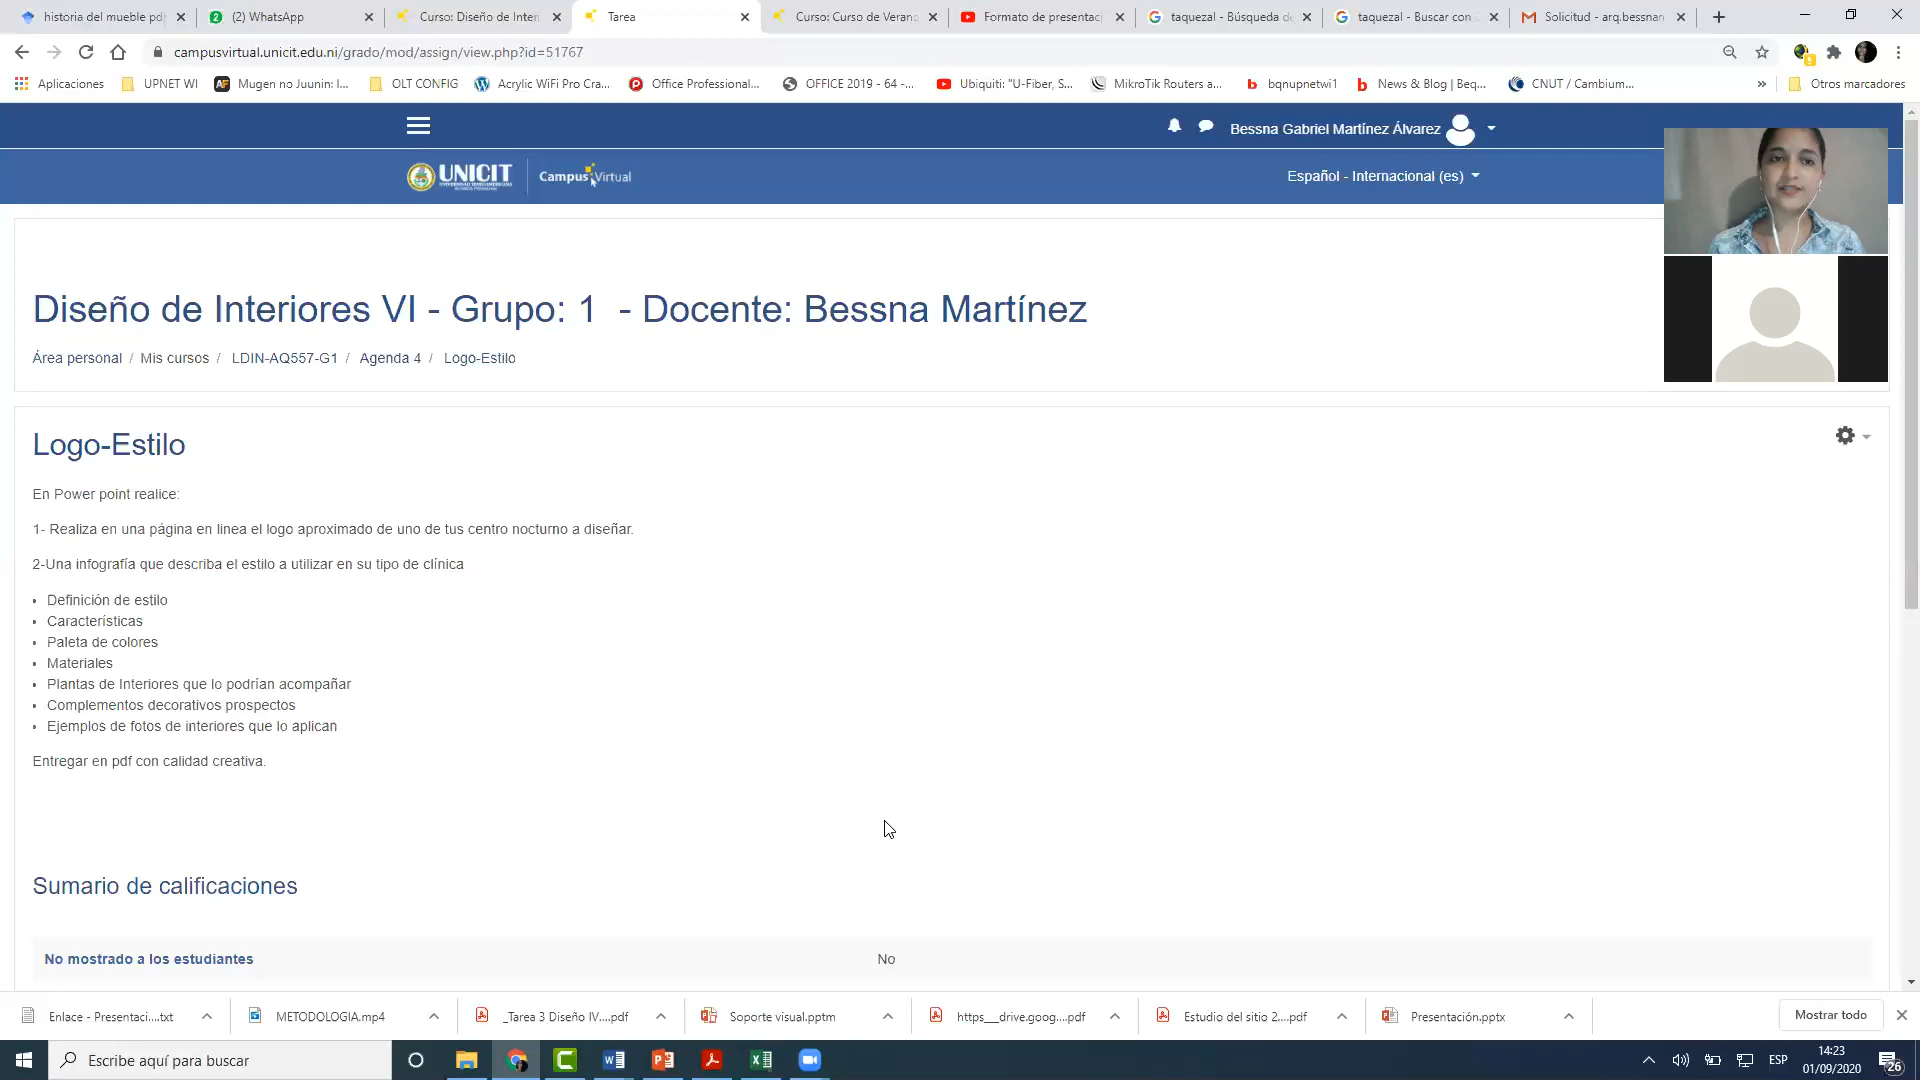 historia del mueble pd
(2) WhatsApp
Curso: Diseño de Inter
Tarea
Curso: Curso de Veran
Formato de presentaci
taquezal - Búsqueda d
taquezal - Buscar con
Solicitud - arq.bessnan
campusvirtual.unicit.edu.ni/grado/mod/assign/view.php?id=51767
Aplicaciones
UPNET WI
Mugen no Juunin: I...
OLT CONFIG
Acrylic WiFi Pro Cra...
Office Professional...
OFFICE 2019 - 64 -...
Ubiquiti: "U-Fiber, S...
MikroTik Routers a...
bqnupnetwi1
News & Blog | Beq...
CNUT / Cambium...
»
Otros marcadores
Bessna Gabriel Martínez Álvarez
UNICIT
Campus Virtual
Español - Internacional (es)
Diseño de Interiores VI - Grupo: 1 - Docente: Bessna Martínez
Área personal / Mis cursos / LDIN-AQ557-G1 / Agenda 4 / Logo-Estilo
Logo-Estilo
En Power point realice:
1- Realiza en una página en linea el logo aproximado de uno de tus centro nocturno a diseñar.
2-Una infografía que describa el estilo a utilizar en su tipo de clínica
• Definición de estilo
• Características
• Paleta de colores
• Materiales
• Plantas de Interiores que lo podrían acompañar
• Complementos decorativos prospectos
• Ejemplos de fotos de interiores que lo aplican
Entregar en pdf con calidad creativa.
Sumario de calificaciones
No mostrado a los estudiantes
No
Enlace - Presentaci....txt
METODOLOGIA.mp4
_Tarea 3 Diseño IV....pdf
Soporte visual.pptm
https___drive.goog....pdf
Estudio del sitio 2....pdf
Presentación.pptx
Mostrar todo
Escribe aquí para buscar
ESP
14:23
01/09/2020
26